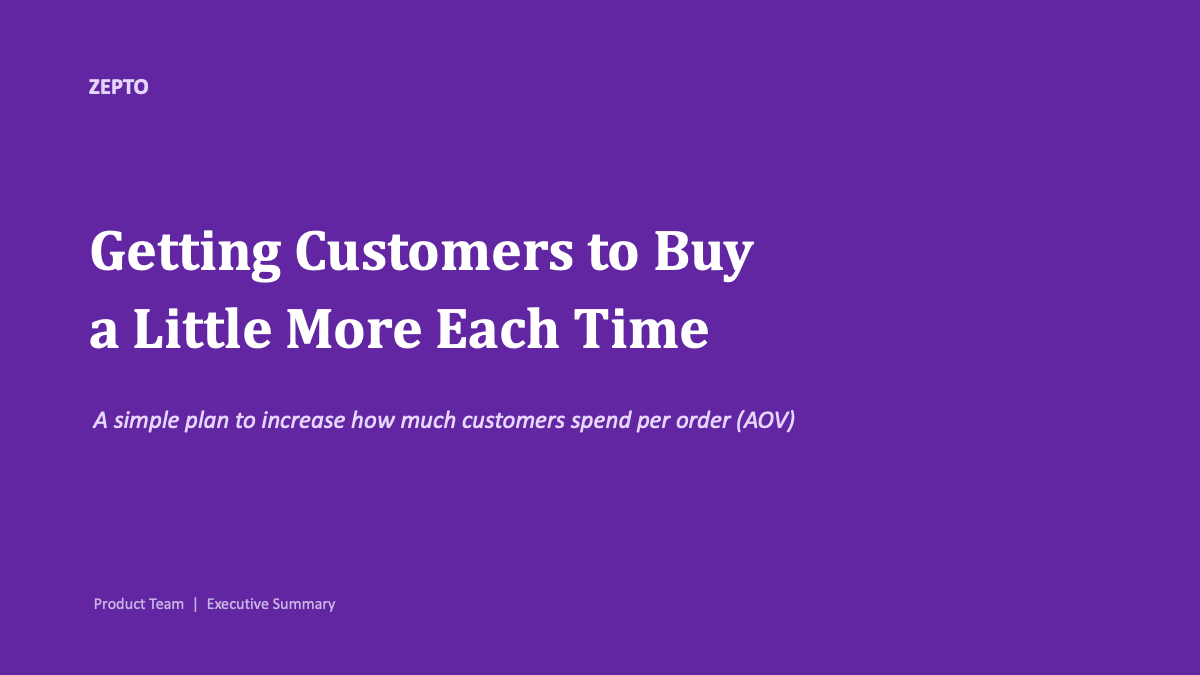 ZEPTO
Getting Customers to Buy
a Little More Each Time
A simple plan to increase how much customers spend per order (AOV)
Product Team | Executive Summary